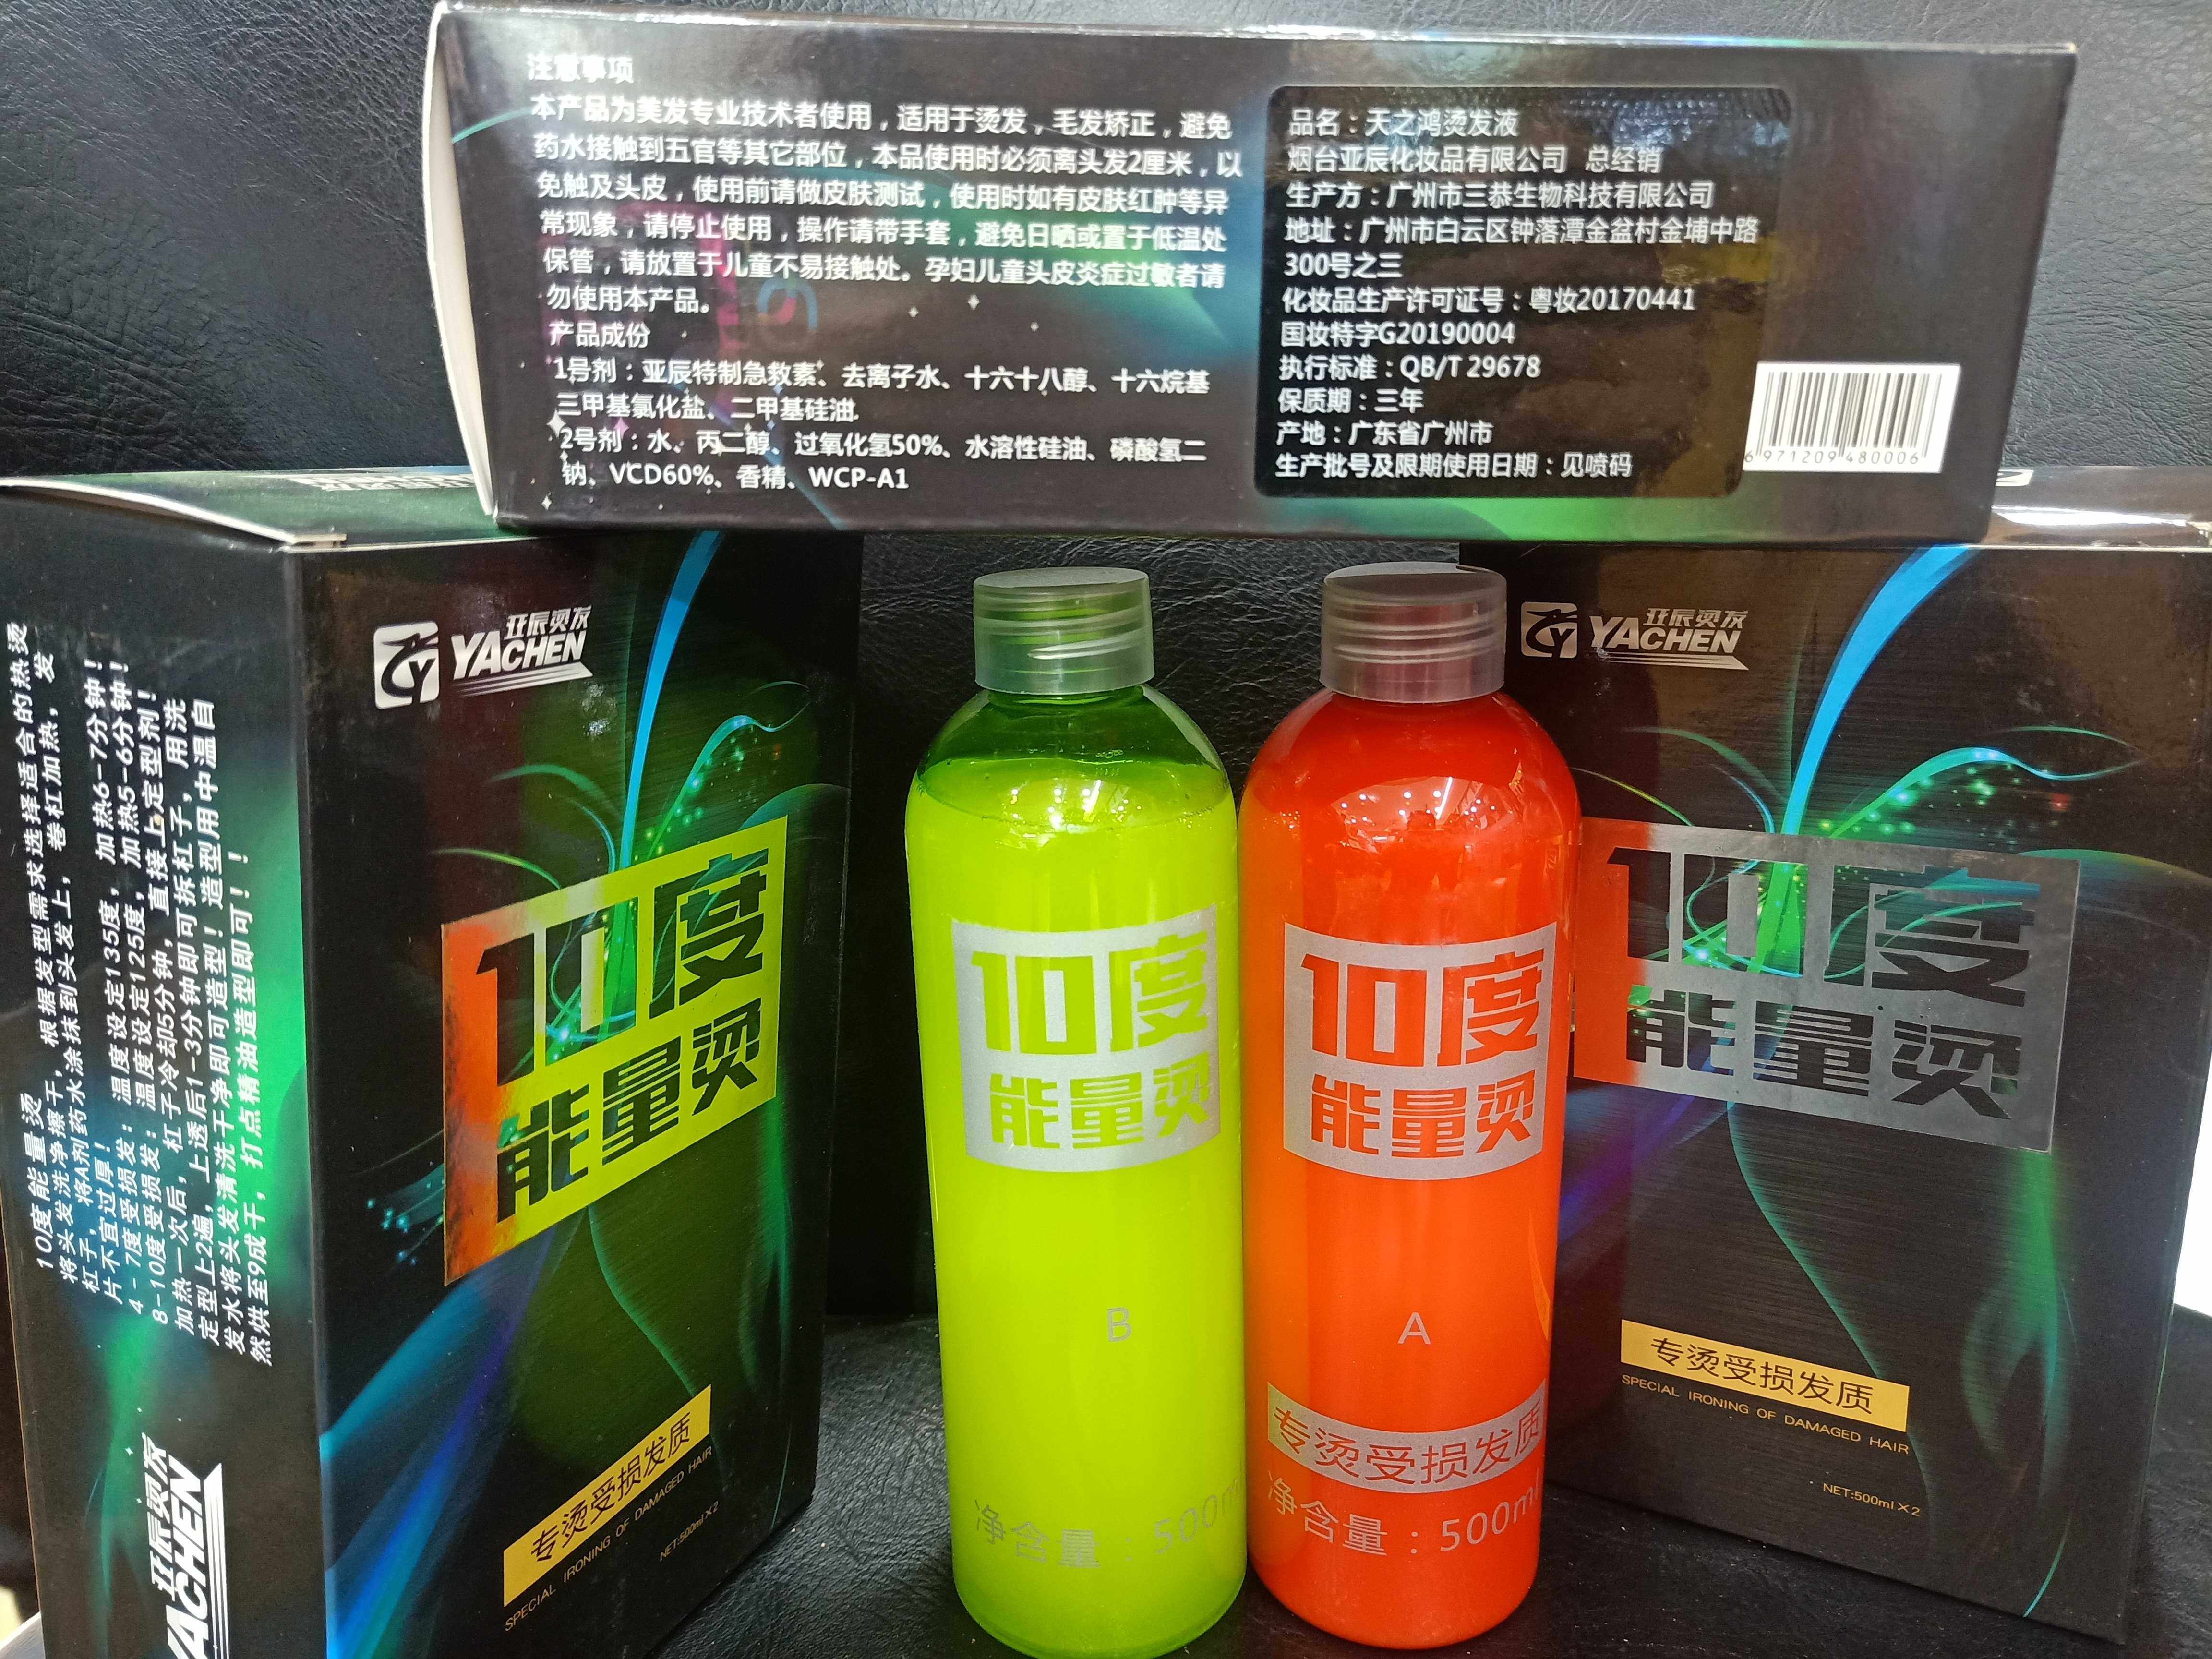 注意事项
本产品为美发专业技术者使用，适用于烫发，毛发矫正，避免
药水接触到五官等其它部位，本品使用时必须离头发2厘米，以
免触及头皮，使用前请做皮肤测试，使用时如有皮肤红肿等异
常现象，请停止使用，操作请带手套，避免日晒或置于低温处
保管，请放置于儿童不易接触处。孕妇儿童头皮炎症过敏者请
勿使用本产品。
产品成份
1号剂：亚辰特制急救素、去离子水、十六十八醇、十六烷基
三甲基氯化盐、二甲基硅油.
2号剂：水、丙二醇、过氧化氢50%、水溶性硅油、磷酸氢二
钠、VCD60%、香精、WCP-A1
品名：天之鸿烫发液
烟台亚辰化妆品有限公司 总经销
生产方：广州市三恭生物科技有限公司
地址：广州市白云区钟落潭金盆村金埔中路
300号之三
化妆品生产许可证号：粤妆20170441
国妆特字G20190004
执行标准：QB/T 29678
保质期：三年
产地：广东省广州市
生产批号及限期使用日期：见喷码
6 971209 480006
10度能量烫
将头发洗净擦干，根据发型需求选择适合的热烫
杠子，将A剂药水涂抹到头发上，卷杠加热，发
片不宜过厚！
4-7度受损发：温度设定135度，加热6-7分钟！
8-10度受损发：温度设定125度，加热5-6分钟！
加热一次后，杠子冷却5分钟，直接上定型剂！
定型上2遍，上透后1-3分钟即可拆杠子，用洗
发水将头发清洗干净即可造型！造型用中温自
然烘至9成干，打点精油造型即可！！
亚辰烫发
YACHEN
亚辰烫发
YACHEN
10度
能量烫
专烫受损发质
SPECIAL IRONING OF DAMAGED HAIR
NET:500ml×2
10度
能量烫
B
净含量：500ml
10度
能量烫
A
专烫受损发质
净含量：500ml
亚辰烫发
YACHEN
10度
能量烫
专烫受损发质
SPECIAL IRONING OF DAMAGED HAIR
NET:500ml×2